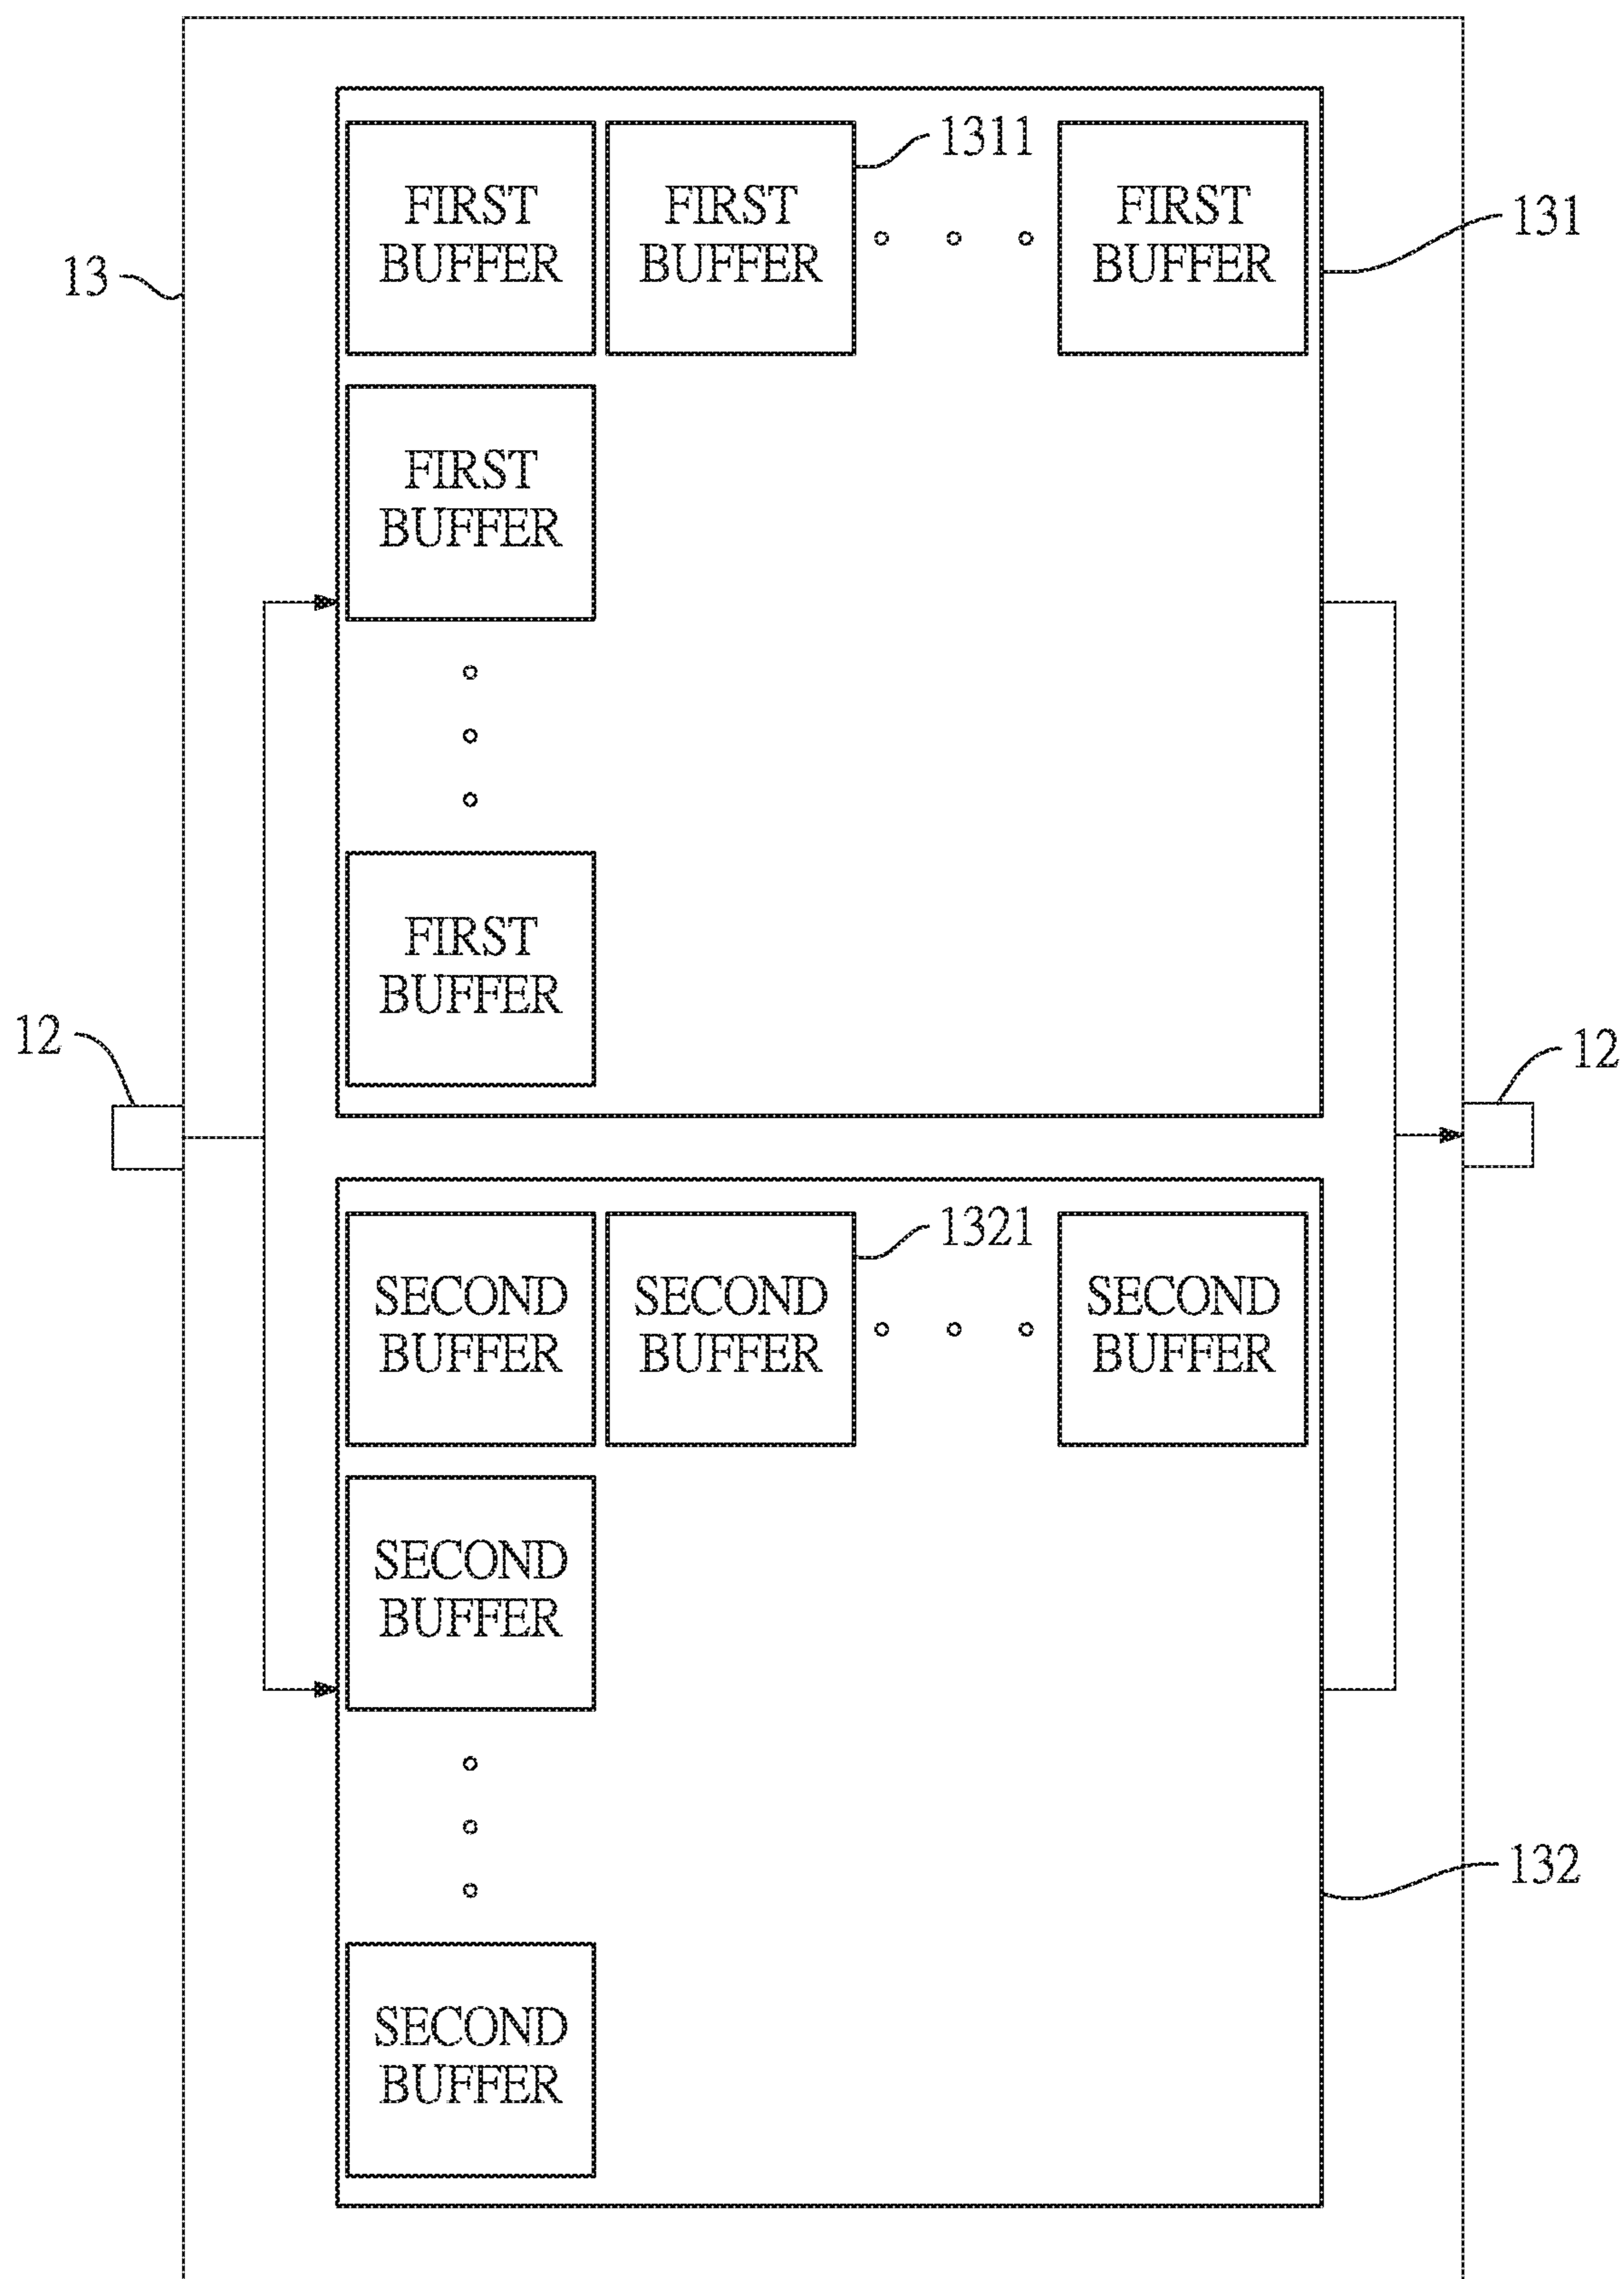 1311
FIRST
BUFFER
FIRST
BUFFER
FIRST
BUFFER
131
13
FIRST
BUFFER
FIRST
BUFFER
12
12
1321
SECOND
BUFFER
SECOND
BUFFER
SECOND
BUFFER
SECOND
BUFFER
132
SECOND
BUFFER